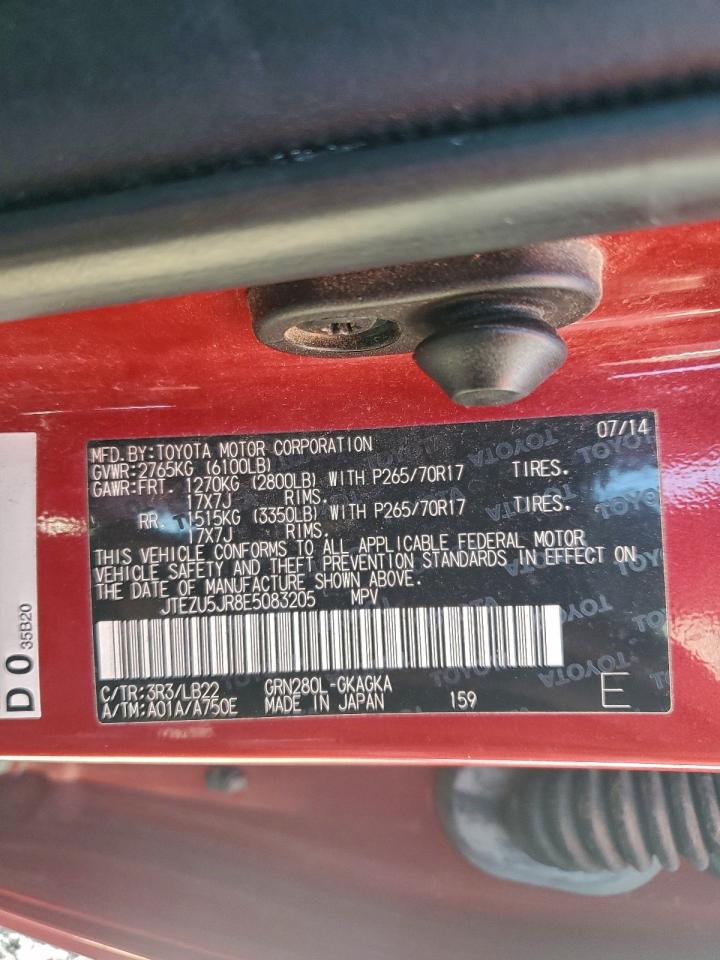 MFD. BY: TOYOTA MOTOR CORPORATION 07/14
GVWR: 2765KG (6100LB)
GAWR: FRT. 1270KG (2800LB) WITH P265/70R17 TIRES.
17X7J RIMS.
RR. 1515KG (3350LB) WITH P265/70R17 TIRES.
17X7J RIMS.
THIS VEHICLE CONFORMS TO ALL APPLICABLE FEDERAL MOTOR
VEHICLE SAFETY AND THEFT PREVENTION STANDARDS IN EFFECT ON
THE DATE OF MANUFACTURE SHOWN ABOVE.
JTEZU5JR8E5083205 MPV
C/TR: 3R3/LB22 GRN280L-GKAGKA
A/TM: A01A/A750E MADE IN JAPAN 159 E
D 0 35B20
TOYOTA